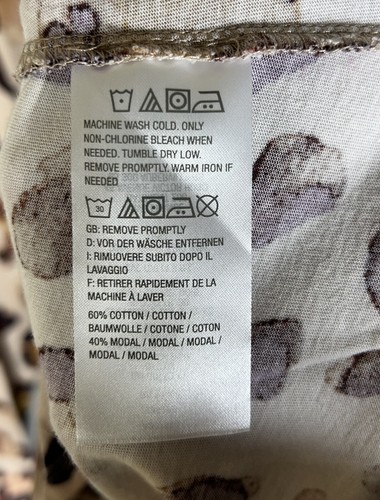 MACHINE WASH COLD. ONLY
NON-CHLORINE BLEACH WHEN
NEEDED. TUMBLE DRY LOW.
REMOVE PROMPTLY. WARM IRON IF
NEEDED
30
GB: REMOVE PROMPTLY
D: VOR DER WÄSCHE ENTFERNEN
I: RIMUOVERE SUBITO DOPO IL
LAVAGGIO
F: RETIRER RAPIDEMENT DE LA
MACHINE À LAVER
60% COTTON / COTTON /
BAUMWOLLE / COTONE / COTON
40% MODAL / MODAL / MODAL /
MODAL / MODAL